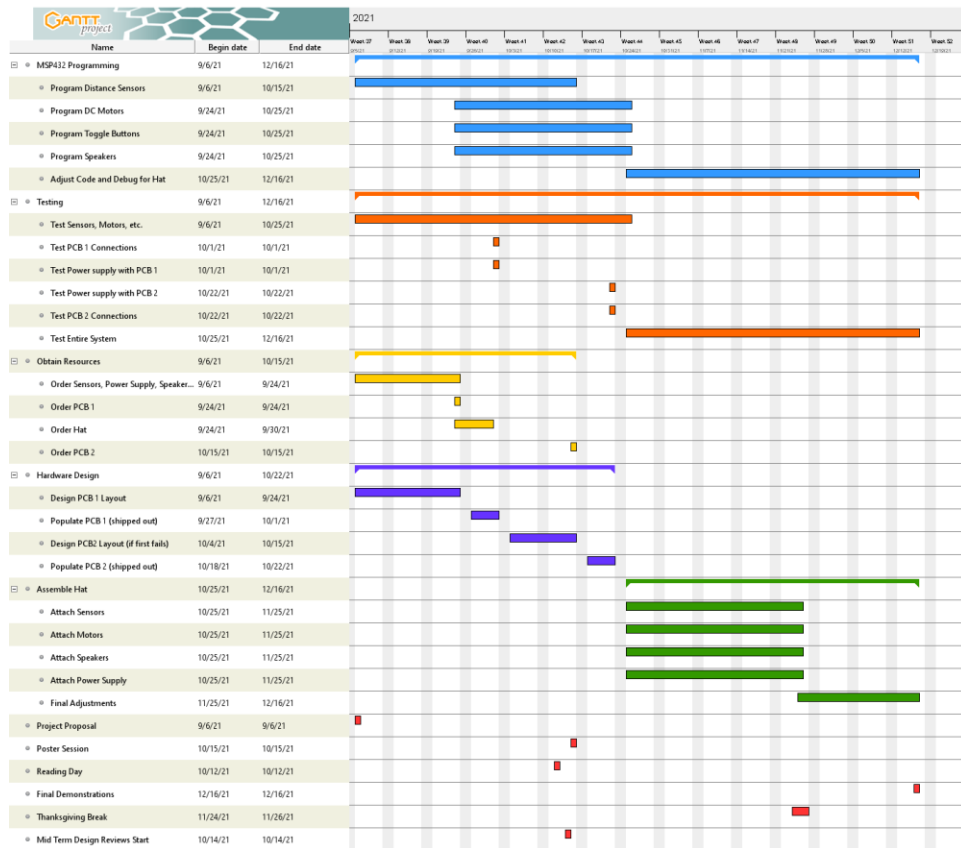 GANTT project
2021
Name Begin date End date
Week 37 Week 38 Week 39 Week 40 Week 41 Week 42 Week 43 Week 44 Week 45 Week 46 Week 47 Week 48 Week 49 Week 50 Week 51 Week 52
MSP432 Programming 9/6/21 12/16/21
Program Distance Sensors 9/6/21 10/15/21
Program DC Motors 9/24/21 10/25/21
Program Toggle Buttons 9/24/21 10/25/21
Program Speakers 9/24/21 10/25/21
Adjust Code and Debug for Hat 10/25/21 12/16/21
Testing 9/6/21 12/16/21
Test Sensors, Motors, etc. 9/6/21 10/25/21
Test PCB 1 Connections 10/1/21 10/1/21
Test Power supply with PCB 1 10/1/21 10/1/21
Test Power supply with PCB 2 10/22/21 10/22/21
Test PCB 2 Connections 10/22/21 10/22/21
Test Entire System 10/25/21 12/16/21
Obtain Resources 9/6/21 10/15/21
Order Sensors, Power Supply, Speaker... 9/6/21 9/24/21
Order PCB 1 9/24/21 9/24/21
Order Hat 9/24/21 9/30/21
Order PCB 2 10/15/21 10/15/21
Hardware Design 9/6/21 10/22/21
Design PCB 1 Layout 9/6/21 9/24/21
Populate PCB 1 (shipped out) 9/27/21 10/1/21
Design PCB2 Layout (if first fails) 10/4/21 10/15/21
Populate PCB 2 (shipped out) 10/18/21 10/22/21
Assemble Hat 10/25/21 12/16/21
Attach Sensors 10/25/21 11/25/21
Attach Motors 10/25/21 11/25/21
Attach Speakers 10/25/21 11/25/21
Attach Power Supply 10/25/21 11/25/21
Final Adjustments 11/25/21 12/16/21
Project Proposal 9/6/21 9/6/21
Poster Session 10/15/21 10/15/21
Reading Day 10/12/21 10/12/21
Final Demonstrations 12/16/21 12/16/21
Thanksgiving Break 11/24/21 11/26/21
Mid Term Design Reviews Start 10/14/21 10/14/21